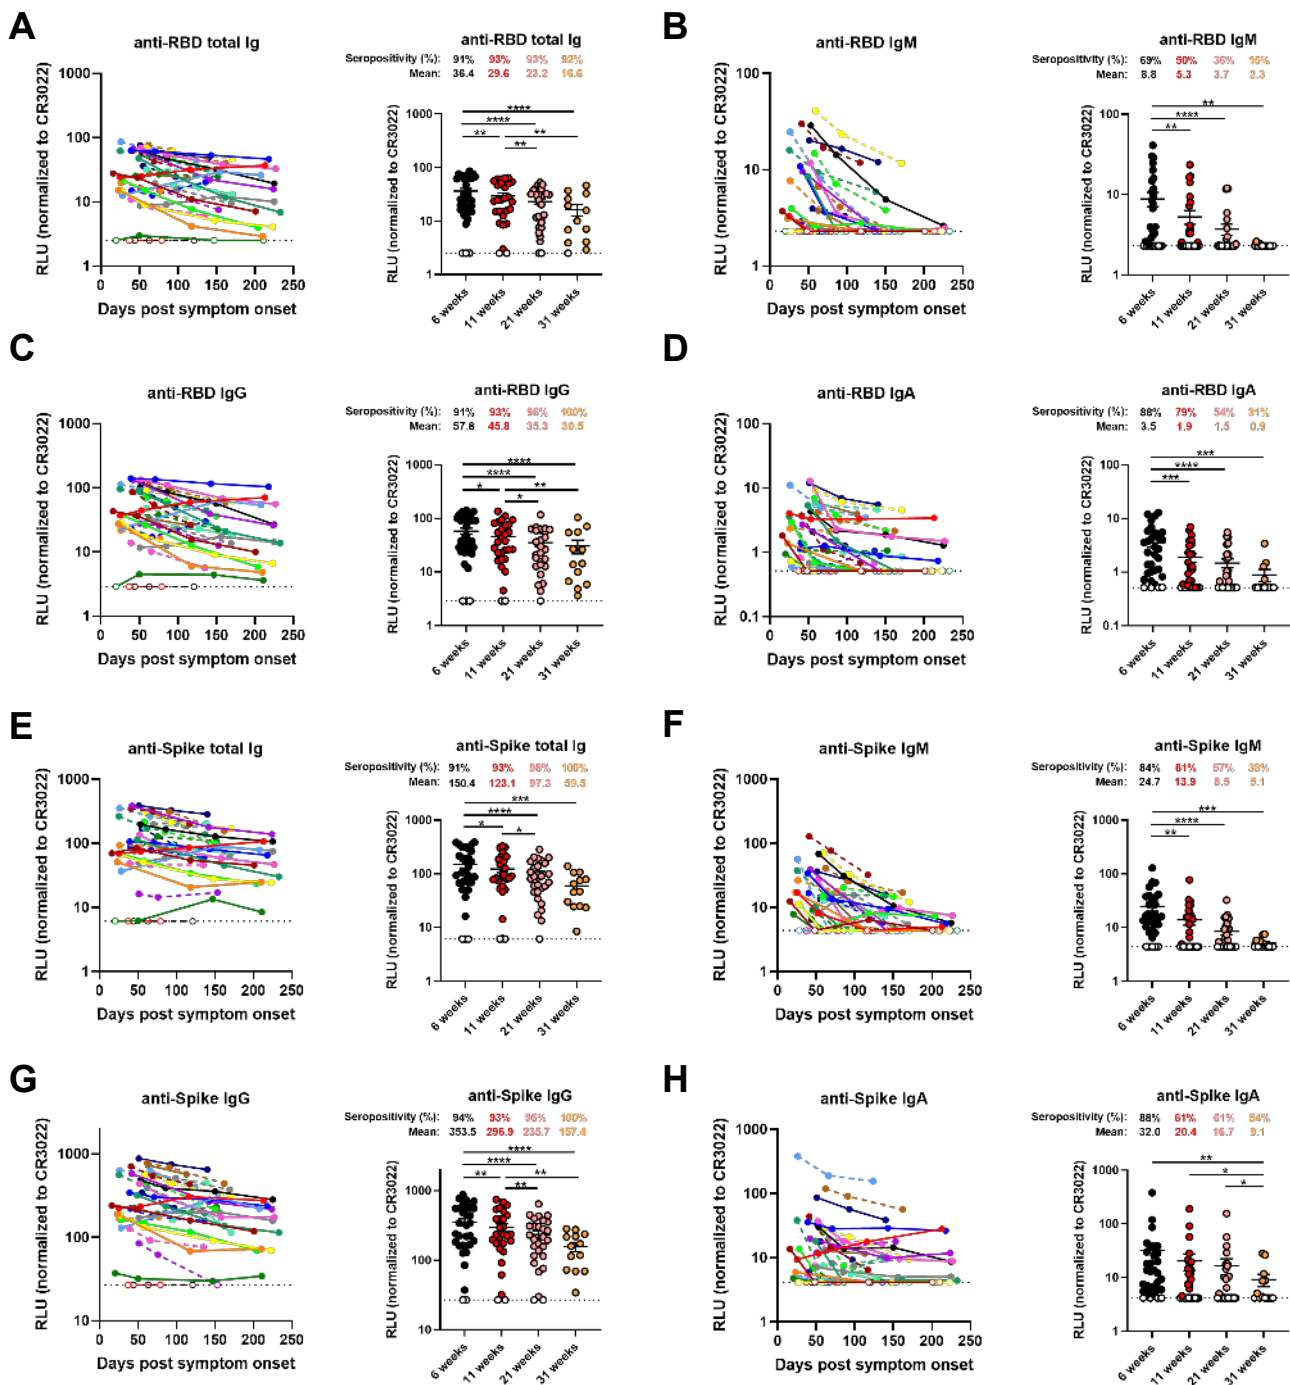 A
anti-RBD total Ig
RLU (normalized to CR3022)
1000
100
10
1
0 50 100 150 200 250
Days post symptom onset
anti-RBD total Ig
Seropositivity (%): 91% 93% 93% 92%
Mean: 36.4 29.6 23.2 16.6
RLU (normalized to CR3022)
1000
100
10
1
****
****
** **
**
6 weeks 11 weeks 21 weeks 31 weeks
B
anti-RBD IgM
RLU (normalized to CR3022)
100
10
1
0 50 100 150 200 250
Days post symptom onset
anti-RBD IgM
Seropositivity (%): 69% 50% 36% 15%
Mean: 8.8 5.3 3.7 2.3
RLU (normalized to CR3022)
1000
100
10
1
**
****
**
6 weeks 11 weeks 21 weeks 31 weeks
C
anti-RBD IgG
RLU (normalized to CR3022)
1000
100
10
1
0 50 100 150 200 250
Days post symptom onset
anti-RBD IgG
Seropositivity (%): 91% 93% 96% 100%
Mean: 57.8 45.8 35.3 30.5
RLU (normalized to CR3022)
1000
100
10
1
****
****
* **
*
6 weeks 11 weeks 21 weeks 31 weeks
D
anti-RBD IgA
RLU (normalized to CR3022)
100
10
1
0.1
0 50 100 150 200 250
Days post symptom onset
anti-RBD IgA
Seropositivity (%): 88% 79% 54% 31%
Mean: 3.5 1.9 1.5 0.9
RLU (normalized to CR3022)
100
10
1
0.1
***
****
***
6 weeks 11 weeks 21 weeks 31 weeks
E
anti-Spike total Ig
RLU (normalized to CR3022)
1000
100
10
1
0 50 100 150 200 250
Days post symptom onset
anti-Spike total Ig
Seropositivity (%): 91% 93% 96% 100%
Mean: 150.4 123.1 97.3 59.5
RLU (normalized to CR3022)
1000
100
10
1
***
****
* *
6 weeks 11 weeks 21 weeks 31 weeks
F
anti-Spike IgM
RLU (normalized to CR3022)
1000
100
10
1
0 50 100 150 200 250
Days post symptom onset
anti-Spike IgM
Seropositivity (%): 84% 61% 57% 38%
Mean: 24.7 13.9 8.5 5.1
RLU (normalized to CR3022)
1000
100
10
1
***
****
**
6 weeks 11 weeks 21 weeks 31 weeks
G
anti-Spike IgG
RLU (normalized to CR3022)
1000
100
10
0 50 100 150 200 250
Days post symptom onset
anti-Spike IgG
Seropositivity (%): 94% 93% 96% 100%
Mean: 353.5 296.9 235.7 157.4
RLU (normalized to CR3022)
1000
100
10
****
****
** **
**
6 weeks 11 weeks 21 weeks 31 weeks
H
anti-Spike IgA
RLU (normalized to CR3022)
1000
100
10
1
0 50 100 150 200 250
Days post symptom onset
anti-Spike IgA
Seropositivity (%): 88% 61% 61% 54%
Mean: 32.0 20.4 16.7 9.1
RLU (normalized to CR3022)
1000
100
10
1
**
*
*
6 weeks 11 weeks 21 weeks 31 weeks